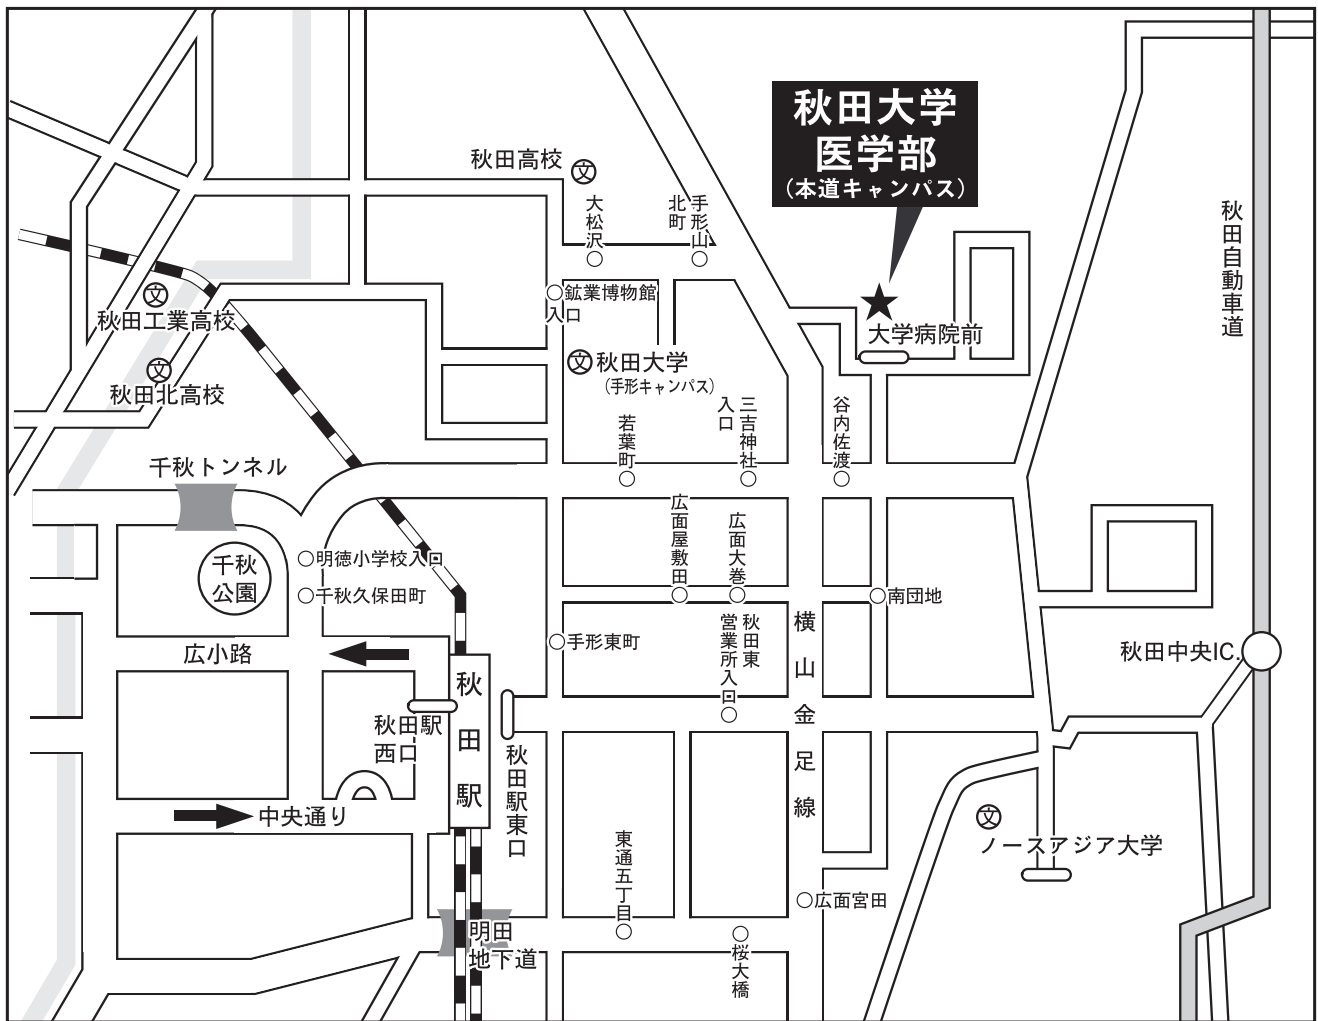 秋田大学
医学部
（本道キャンパス）
秋田高校
文
大松沢
手形山
北町
秋田自動車道
鉱業博物館
入口
大学病院前
文
秋田工業高校
文
秋田大学
（手形キャンパス）
文
秋田北高校
三吉神社
入口
谷内佐渡
若葉町
千秋トンネル
広面屋敷田
広面大巻
明徳小学校入口
千秋
公園
千秋久保田町
南団地
手形東町
秋田東
営業所入口
横山金足線
広小路
秋田中央IC.
秋田駅
秋田駅
西口
秋田駅東口
中央通り
東通五丁目
文
ノースアジア大学
広面宮田
明田
地下道
桜大橋